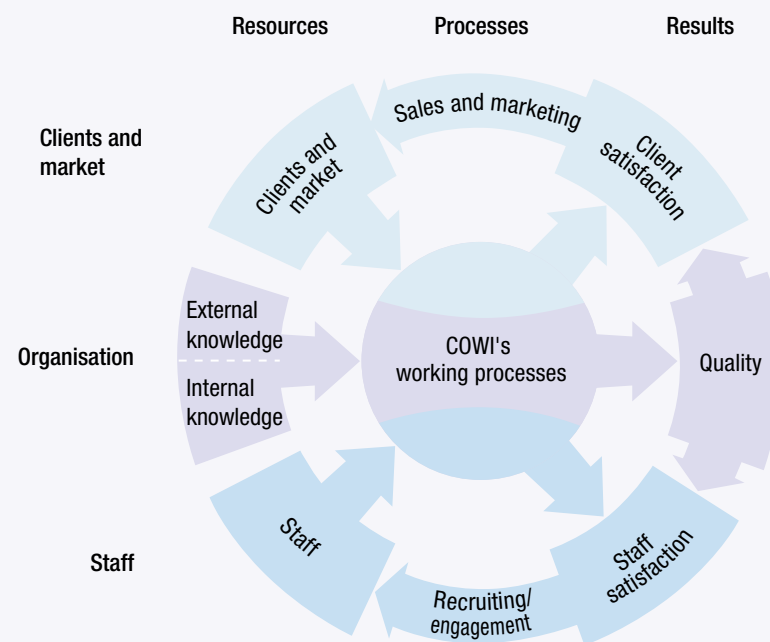 Resources
Processes
Results
Clients and
market
Clients and
market
Sales and marketing
Client
satisfaction
Organisation
External
knowledge
Internal
knowledge
COWI's
working processes
Quality
Staff
Staff
Recruiting/
engagement
Staff
satisfaction